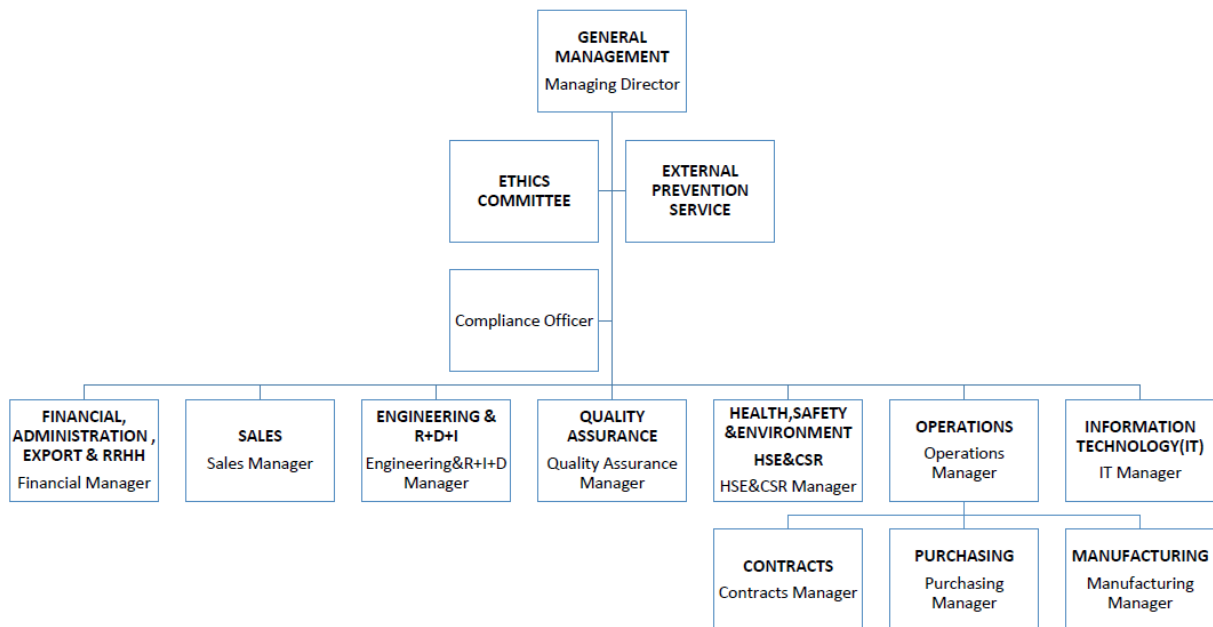 GENERAL
MANAGEMENT
Managing Director
ETHICS
COMMITTEE
EXTERNAL
PREVENTION
SERVICE
Compliance Officer
FINANCIAL,
ADMINISTRATION ,
EXPORT & RRHH
Financial Manager
SALES
Sales Manager
ENGINEERING &
R+D+I
Engineering&R+I+D
Manager
QUALITY
ASSURANCE
Quality Assurance
Manager
HEALTH,SAFETY
&ENVIRONMENT
HSE&CSR
HSE&CSR Manager
OPERATIONS
Operations
Manager
INFORMATION
TECHNOLOGY(IT)
IT Manager
CONTRACTS
Contracts Manager
PURCHASING
Purchasing
Manager
MANUFACTURING
Manufacturing
Manager